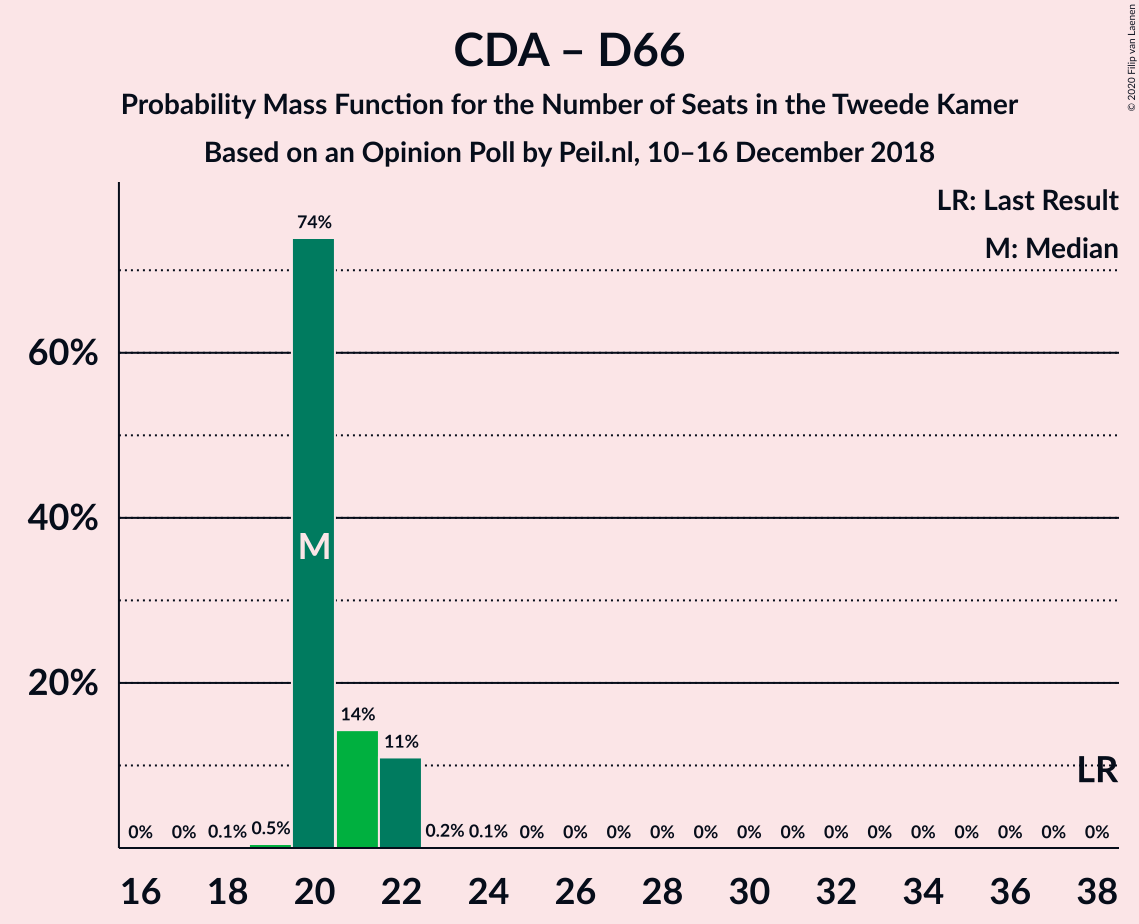 CDA – D66
Probability Mass Function for the Number of Seats in the Tweede Kamer
Based on an Opinion Poll by Peil.nl, 10–16 December 2018
© 2020 Filip van Laenen
LR: Last Result
M: Median
74%
60%
40%
M
20%
14%
11%
LR
0% 0% 0.1% 0.5% 0.2% 0.1% 0% 0% 0% 0% 0% 0% 0% 0% 0% 0% 0% 0% 0% 0%
16 18 20 22 24 26 28 30 32 34 36 38